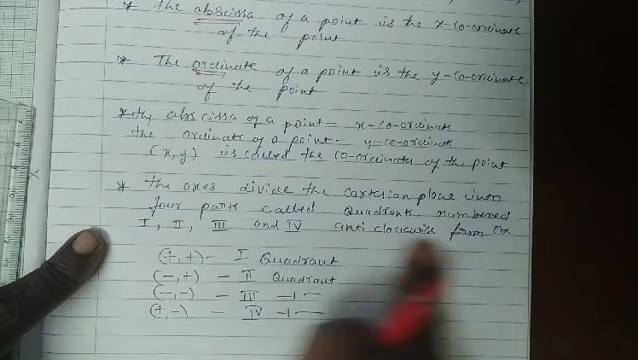 * the abscissa of a point is the x-co-ordinate
of the point
* The ordinate of a point is the y-co-ordinate
of the point
* the abscissa of a point = x-co-ordinate
the ordinate of a point = y-co-ordinate
(x,y) is called the co-ordinates of the point
* the axes divide the cartesian plane into
four parts called Quadrants numbered
I, II, III and IV anti clockwise from Ox
(+,+) - I Quadrant
(-,+) - II Quadrant
(-,-) - III -॥-
(+,-) - IV -॥-